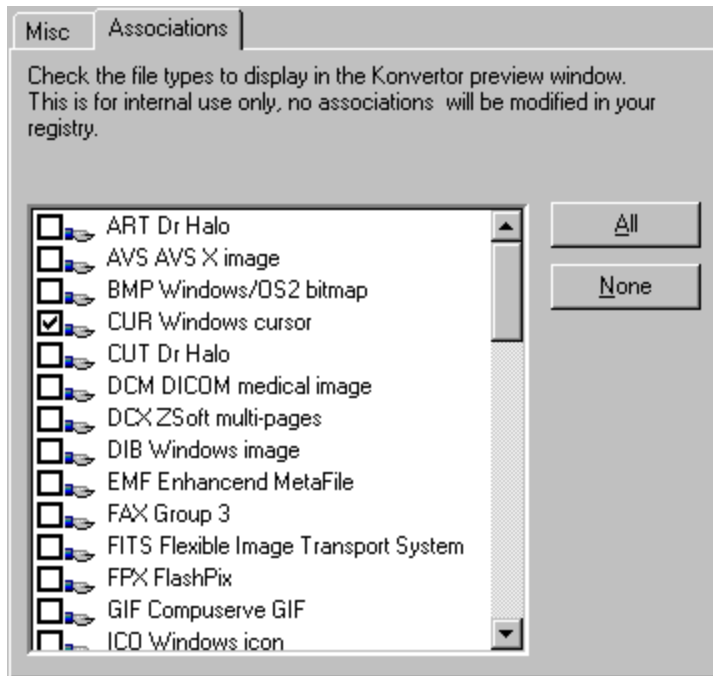 Misc
Associations
Check the file types to display in the Konvertor preview window.
This is for internal use only, no associations  will be modified in your
registry.
ART Dr Halo
AVS AVS X image
BMP Windows/OS2 bitmap
CUR Windows cursor
CUT Dr Halo
DCM DICOM medical image
DCX ZSoft multi-pages
DIB Windows image
EMF Enhancend MetaFile
FAX Group 3
FITS Flexible Image Transport System
FPX FlashPix
GIF Compuserve GIF
ICO Windows icon
All
None